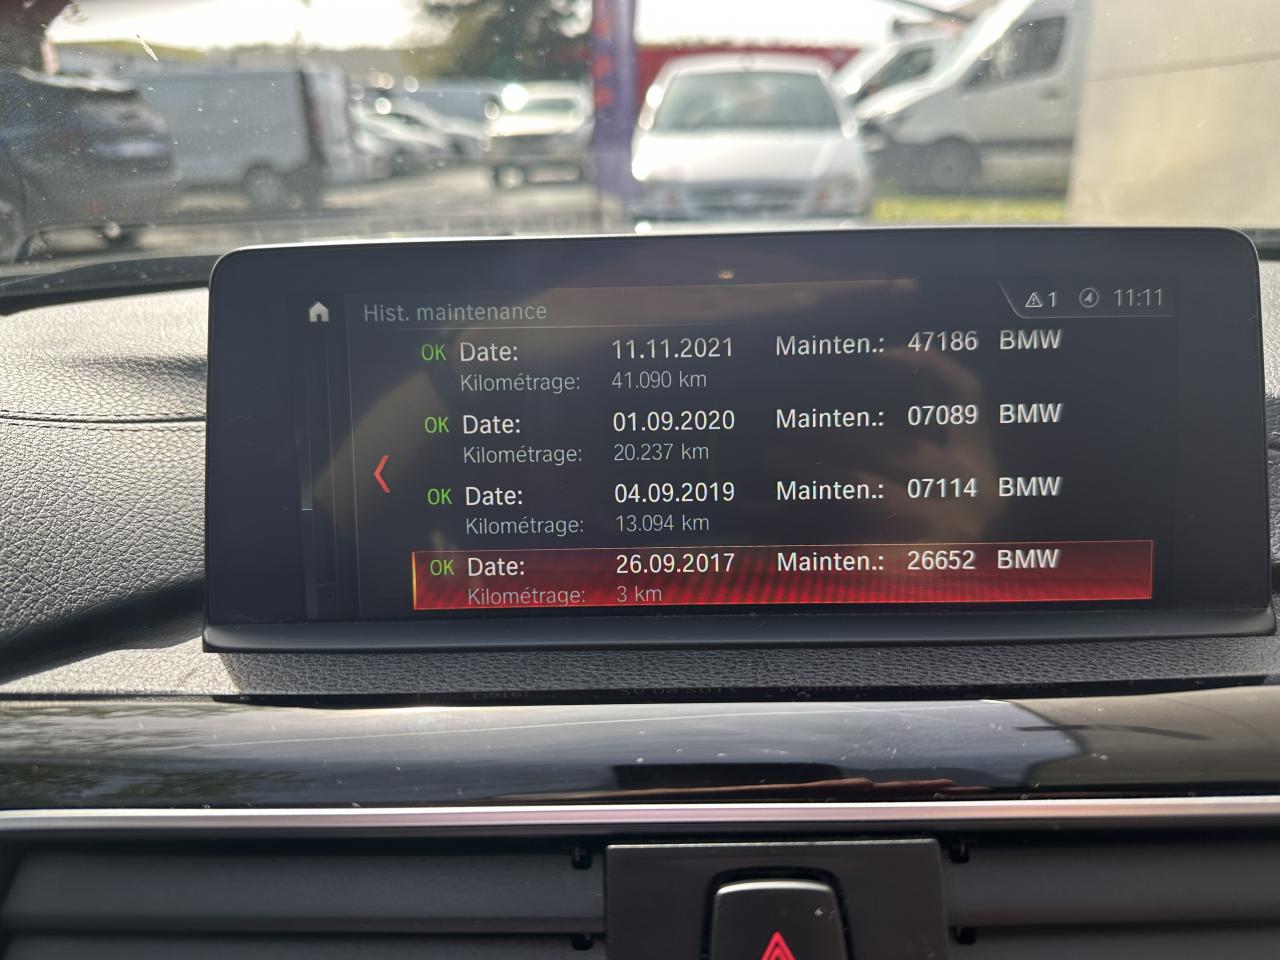 Hist. maintenance
1 11:11
OK Date: 11.11.2021 Mainten.: 47186 BMW
Kilométrage: 41.090 km
OK Date: 01.09.2020 Mainten.: 07089 BMW
Kilométrage: 20.237 km
OK Date: 04.09.2019 Mainten.: 07114 BMW
Kilométrage: 13.094 km
OK Date: 26.09.2017 Mainten.: 26652 BMW
Kilométrage: 3 km